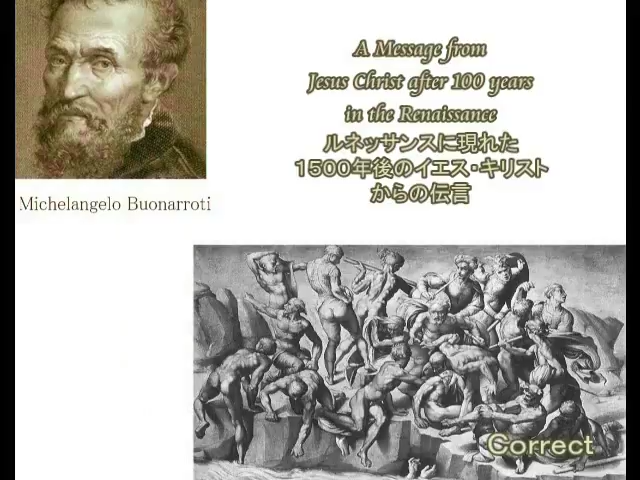 A Message from
Jesus Christ after 100 years
in the Renaissance
ルネッサンスに現れた
1500年後のイエス・キリスト
からの伝言
Michelangelo Buonarroti
Correct